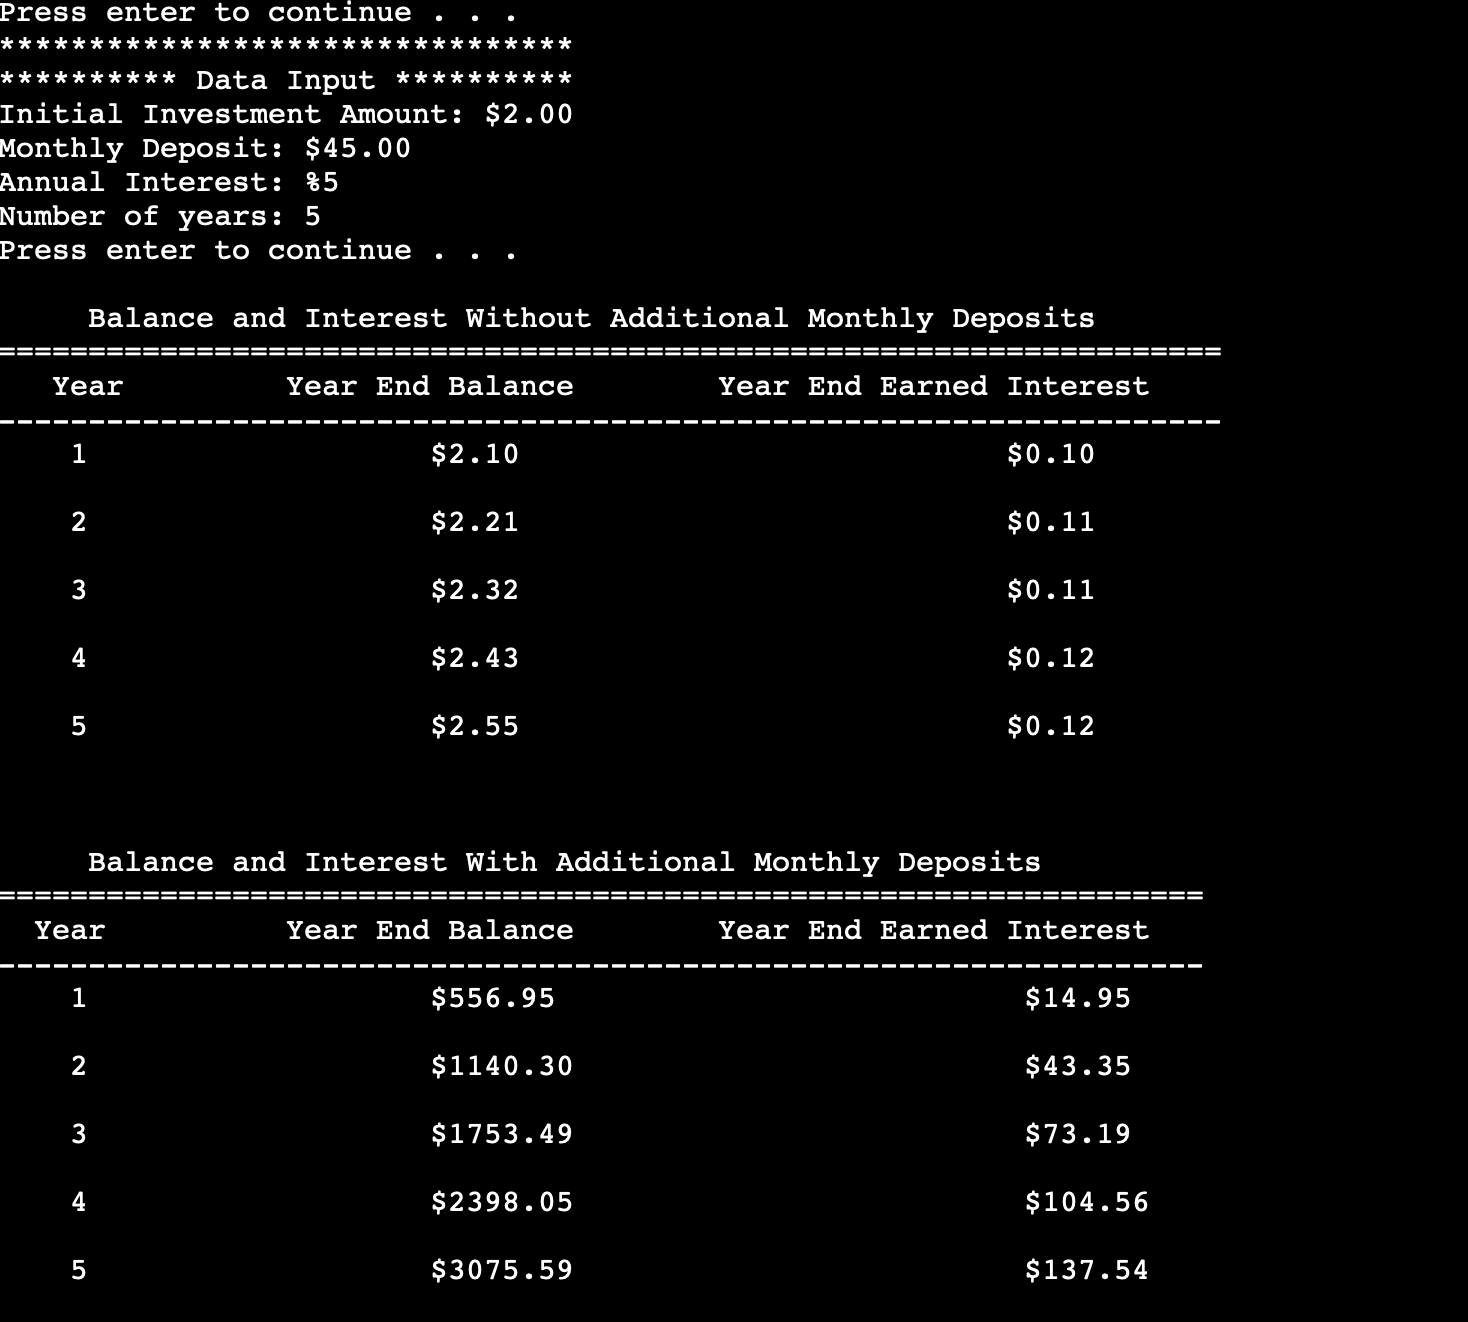 Press enter to continue . . .
********************************
********** Data Input **********
Initial Investment Amount: $2.00
Monthly Deposit: $45.00
Annual Interest: %5
Number of years: 5
Press enter to continue . . .
Balance and Interest Without Additional Monthly Deposits
====================================================================
Year Year End Balance Year End Earned Interest
--------------------------------------------------------------------
1 $2.10 $0.10
2 $2.21 $0.11
3 $2.32 $0.11
4 $2.43 $0.12
5 $2.55 $0.12
Balance and Interest With Additional Monthly Deposits
===================================================================
Year Year End Balance Year End Earned Interest
-------------------------------------------------------------------
1 $556.95 $14.95
2 $1140.30 $43.35
3 $1753.49 $73.19
4 $2398.05 $104.56
5 $3075.59 $137.54